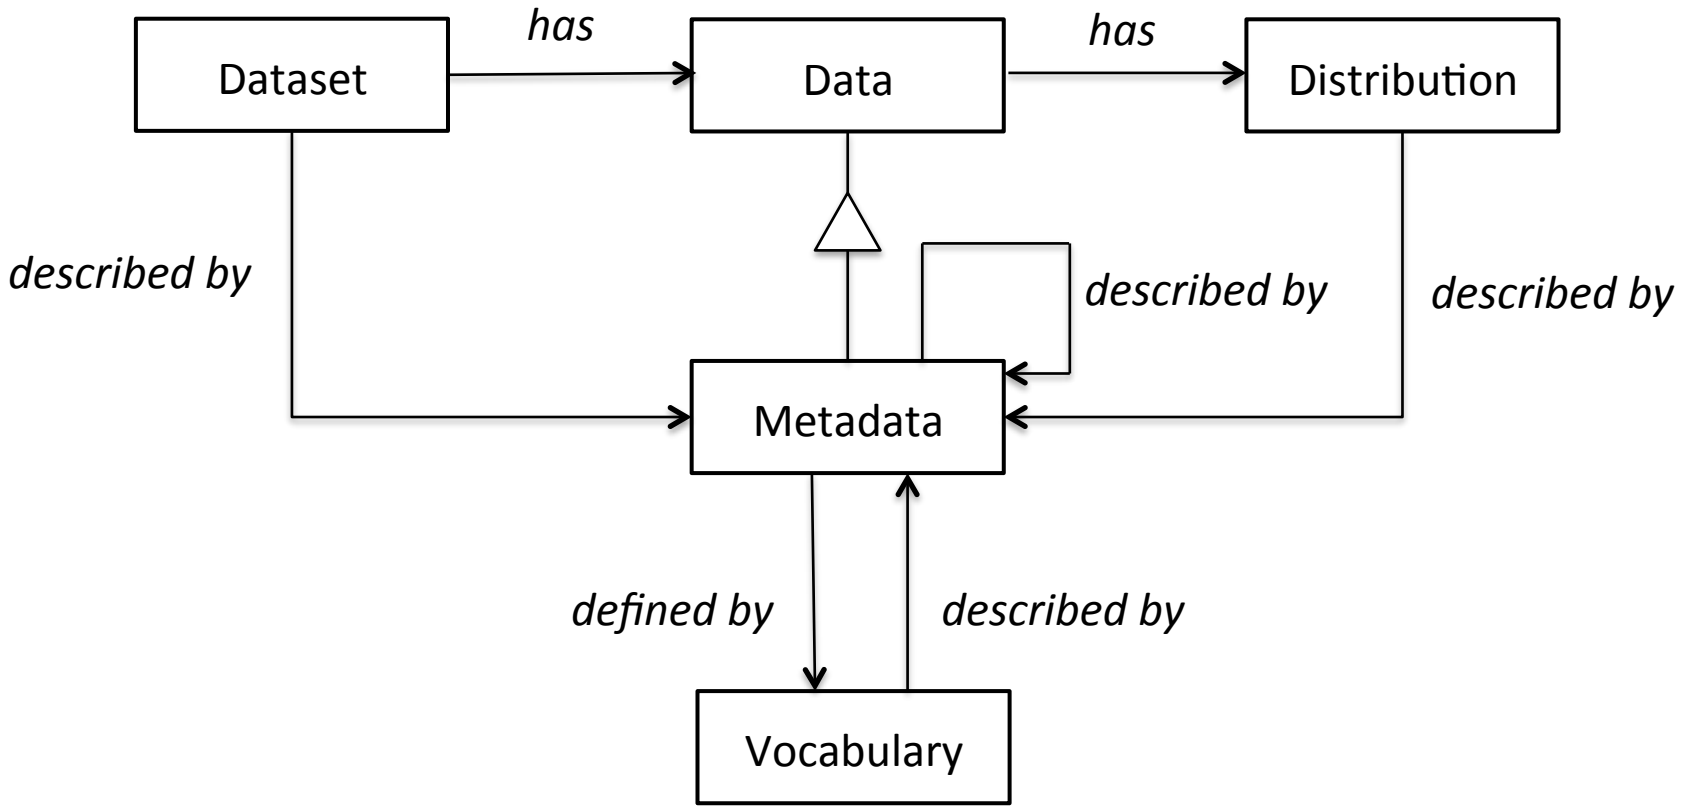 has
has
Dataset
Data
Distribution
described by
described by
described by
Metadata
defined by
described by
Vocabulary